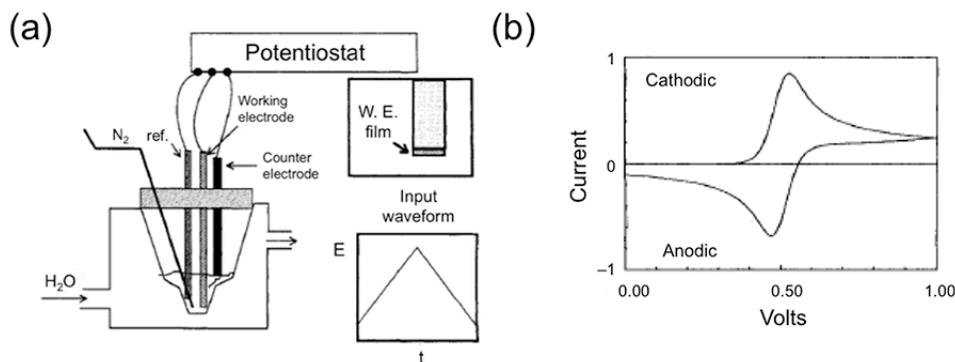 (a)
Potentiostat
Working
electrode
ref.
N2
Counter
electrode
H2O
W. E.
film
Input
waveform
E
t
(b)
1
Cathodic
Current
0
Anodic
−1
0.00
0.50
1.00
Volts